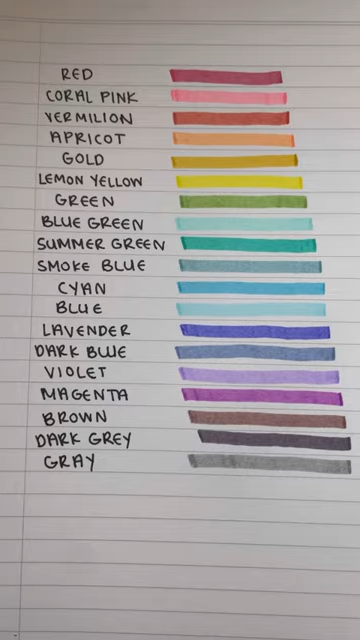 RED
CORAL PINK
VERMILION
APRICOT
GOLD
LEMON YELLOW
GREEN
BLUE GREEN
SUMMER GREEN
SMOKE BLUE
CYAN
BLUE
LAVENDER
DARK BLUE
VIOLET
MAGENTA
BROWN
DARK GREY
GRAY